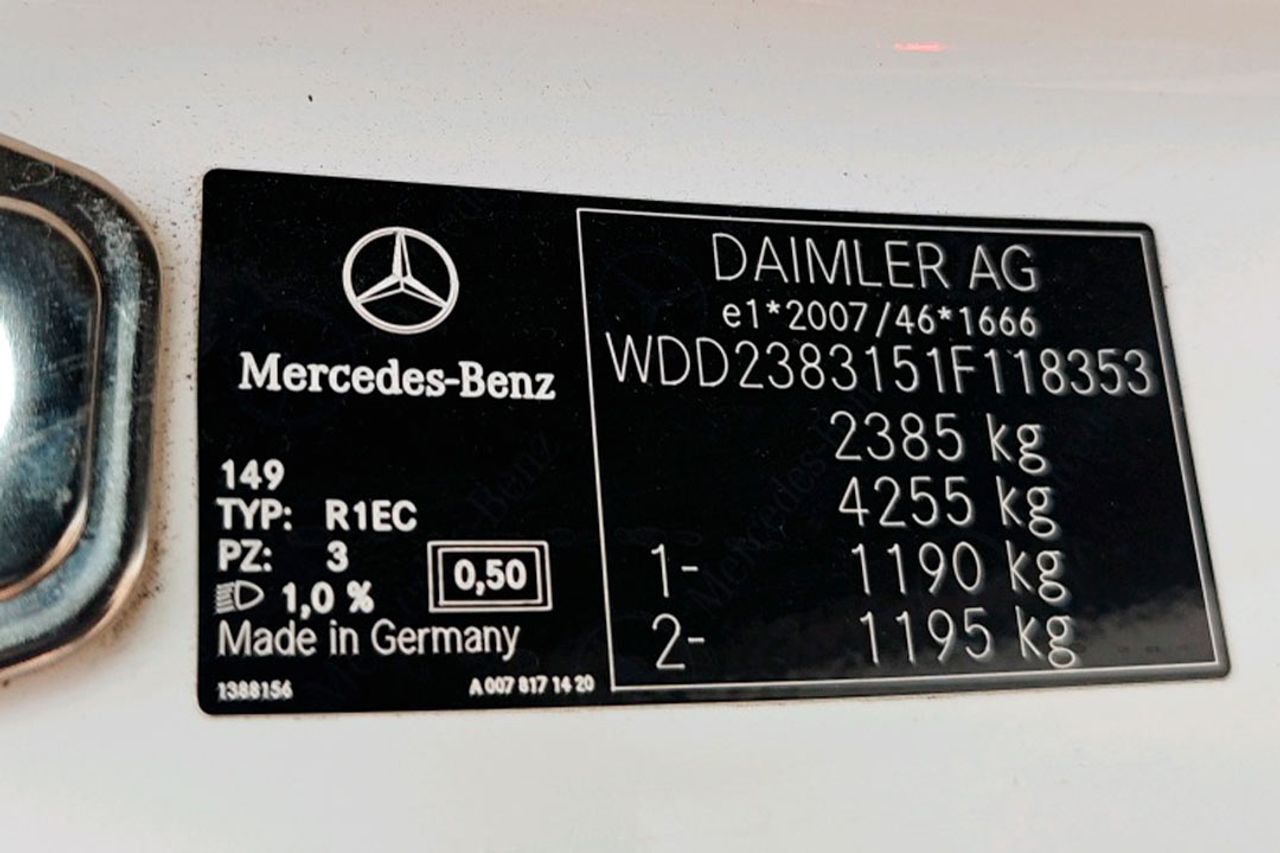 Mercedes-Benz
149
TYP: R1EC
PZ: 3
1,0 %
0,50
Made in Germany
1388156
A 007 817 14 20
DAIMLER AG
e1*2007/46*1666
WDD2383151F118353
2385 kg
4255 kg
1- 1190 kg
2- 1195 kg